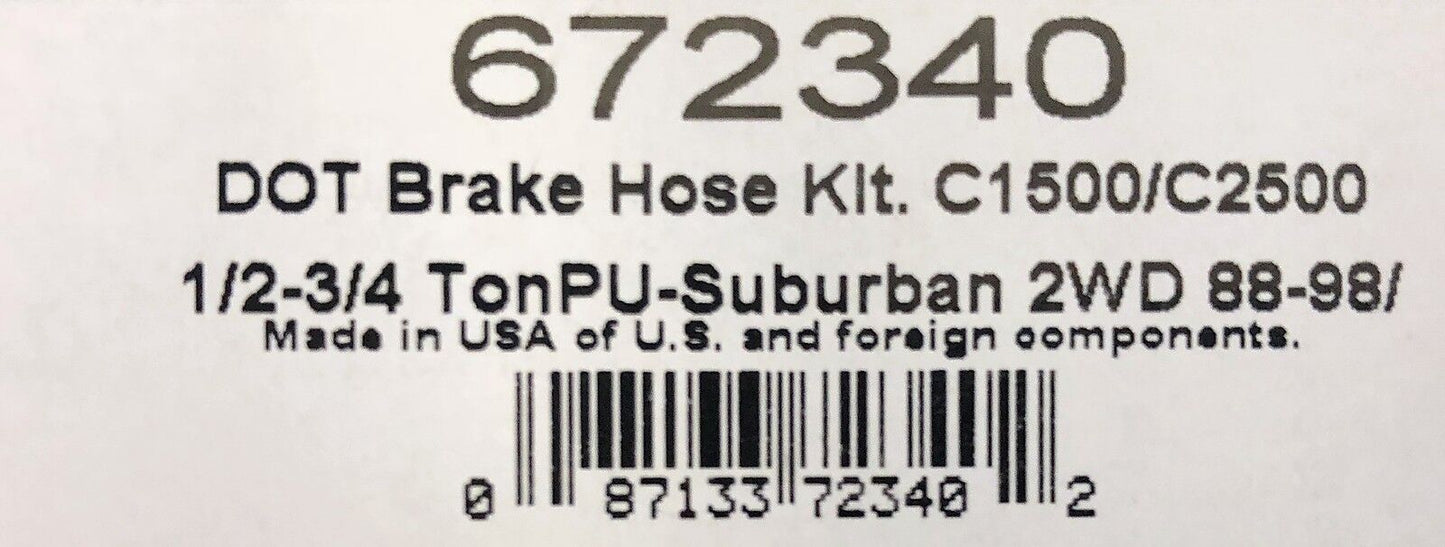 672340
DOT Brake Hose KIt. C1500/C2500
1/2-3/4 TonPU-Suburban 2WD 88-98/
Made in USA of U.S. and foreign components.
0 87133 72340 2